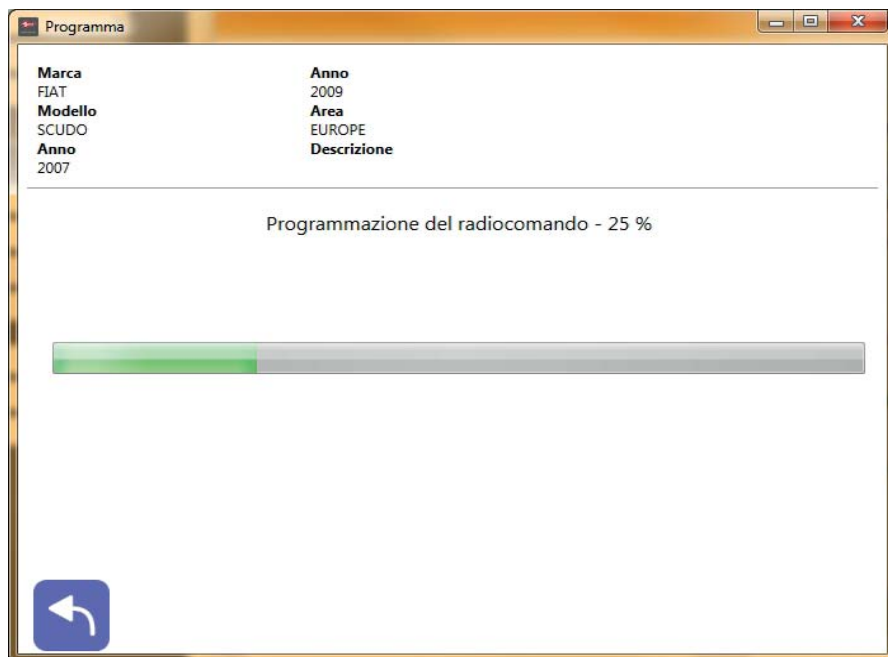 Programma
Marca
FIAT
Modello
SCUDO
Anno
2007
Anno
2009
Area
EUROPE
Descrizione
Programmazione del radiocomando - 25 %